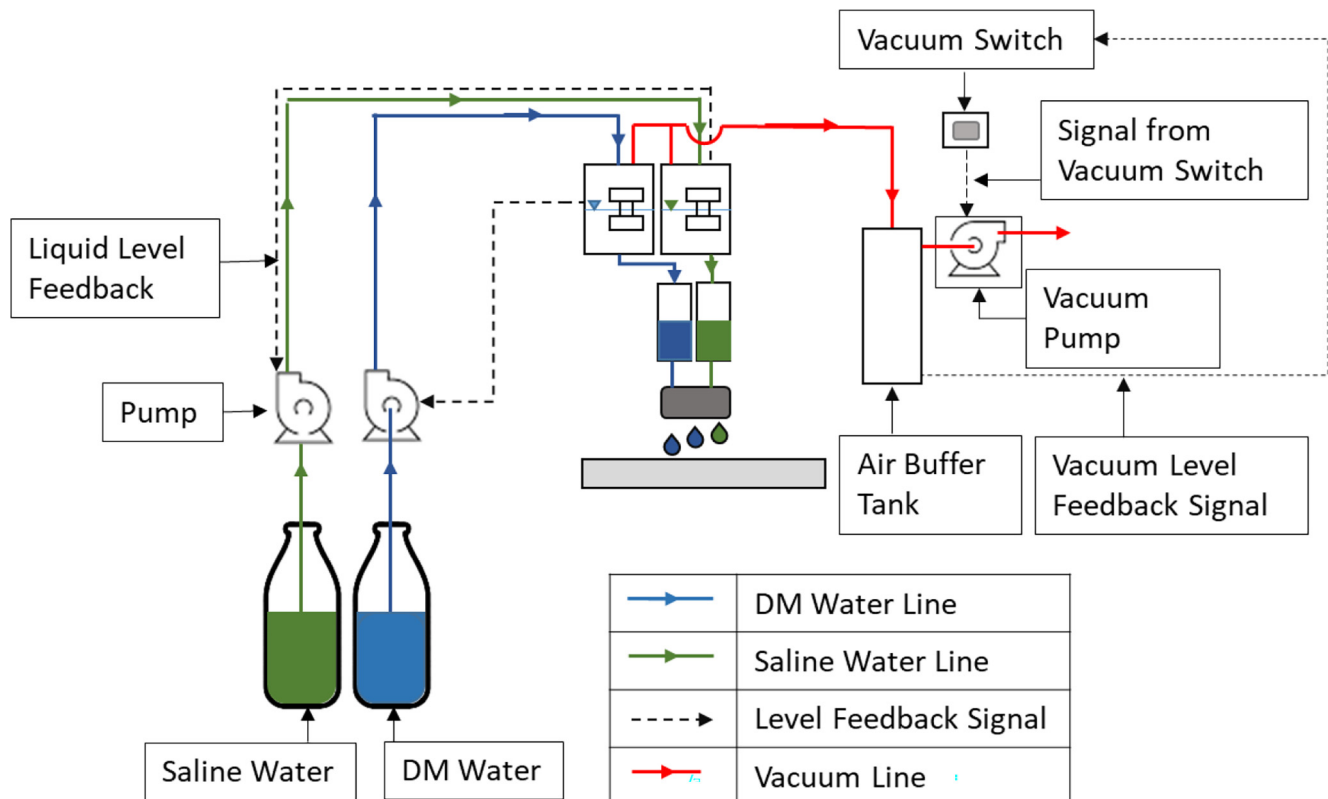 Vacuum Switch
Signal from
Vacuum Switch
Liquid Level
Feedback
Vacuum
Pump
Pump
Air Buffer
Tank
Vacuum Level
Feedback Signal
DM Water Line
Saline Water Line
Level Feedback Signal
Vacuum Line
Saline Water
DM Water